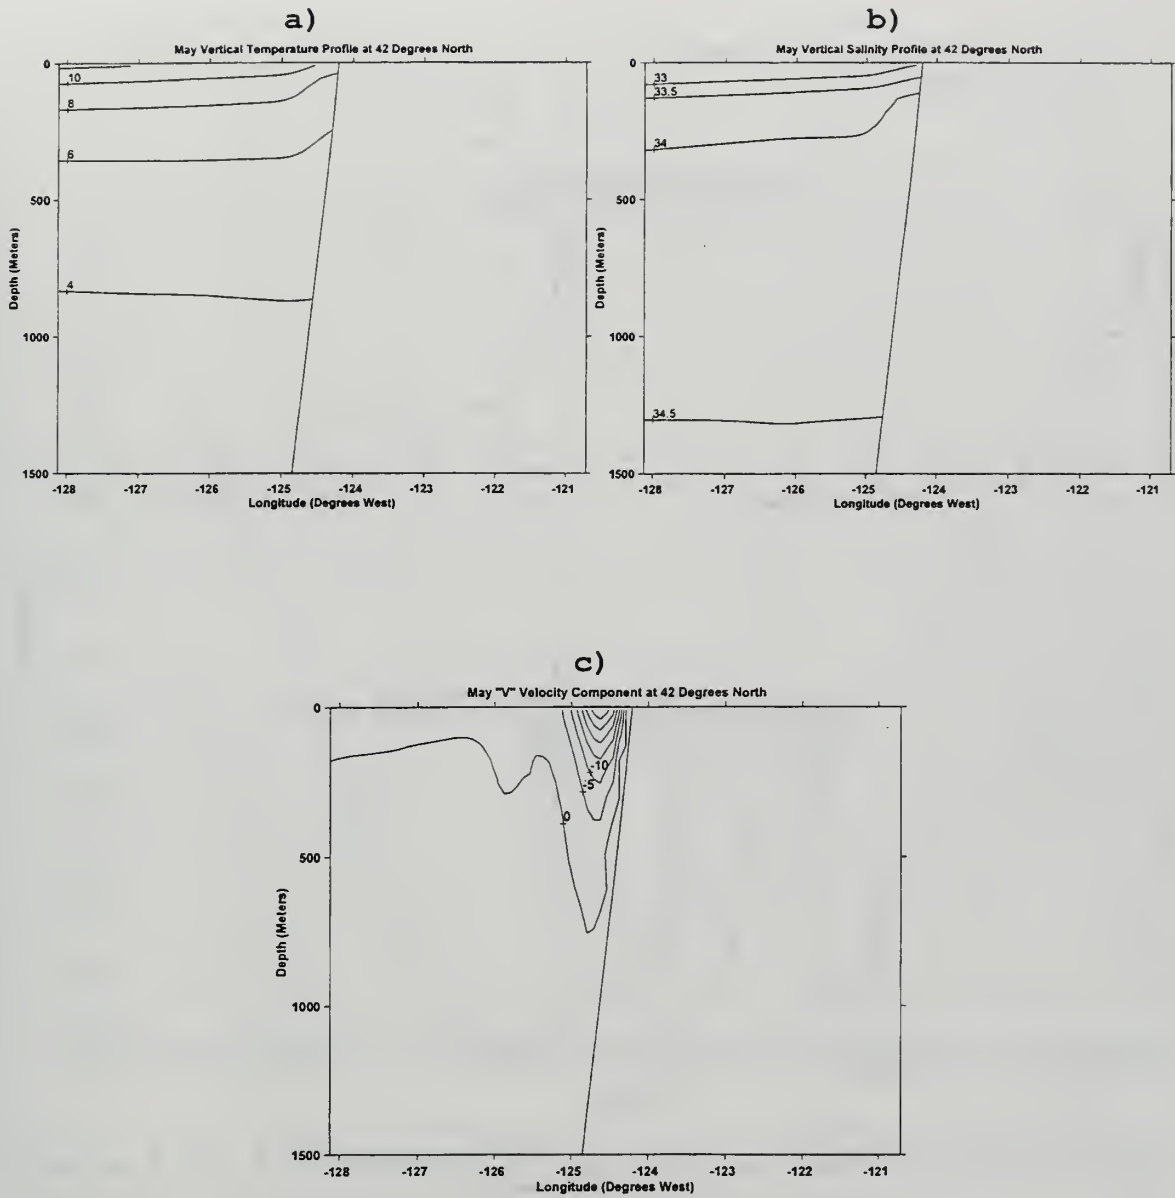 a)
May Vertical Temperature Profile at 42 Degrees North
0
500
1000
1500
10
8
6
4
Depth (Meters)
-128 -127 -126 -125 -124 -123 -122 -121
Longitude (Degrees West)
b)
May Vertical Salinity Profile at 42 Degrees North
0
500
1000
1500
33
33.5
34
34.5
Depth (Meters)
-128 -127 -126 -125 -124 -123 -122 -121
Longitude (Degrees West)
c)
May "V" Velocity Component at 42 Degrees North
0
500
1000
1500
-10
-5
0
Depth (Meters)
-128 -127 -126 -125 -124 -123 -122 -121
Longitude (Degrees West)